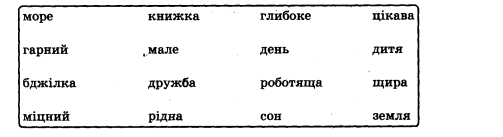 море книжка глибоке цікава
гарний мале день дитя
бджілка дружба роботяща щира
міцний рідна сон земля